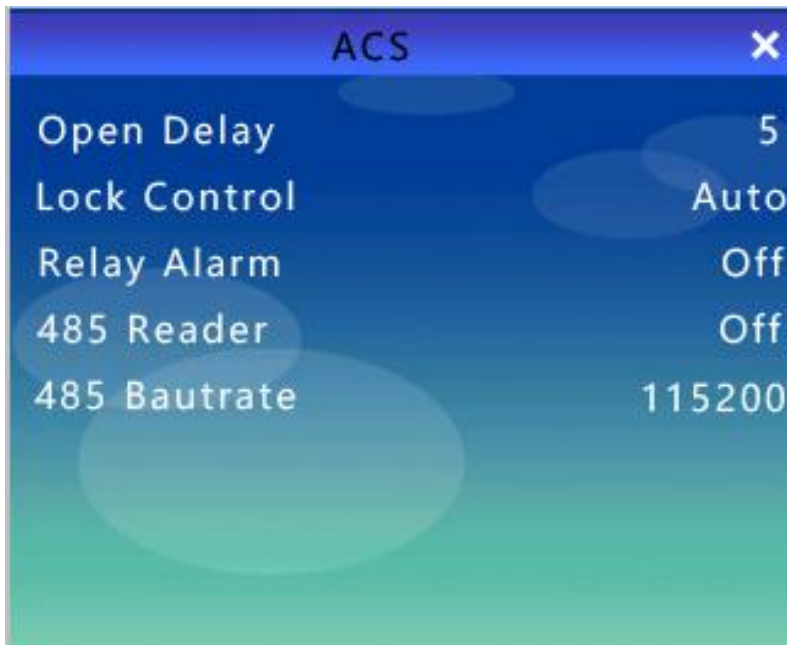 ACS ×
Open Delay 5
Lock Control Auto
Relay Alarm Off
485 Reader Off
485 Bautrate 115200